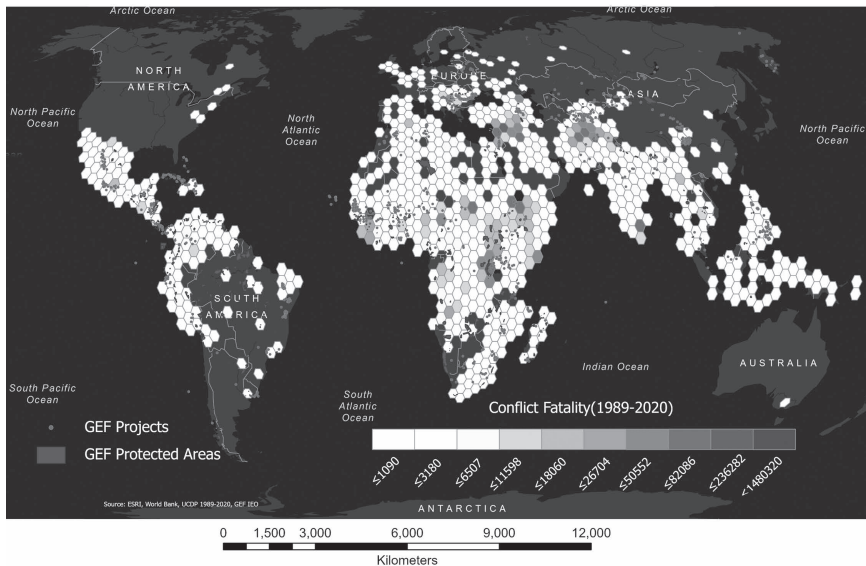 Arctic Ocean
Arctic Ocean
NORTH
AMERICA
EUROPE
ASIA
North Pacific
Ocean
North
Atlantic
Ocean
North Pacific
Ocean
SOUTH
AMERICA
Indian Ocean
AUSTRALIA
South Pacific
Ocean
South
Atlantic
Ocean
Conflict Fatality(1989-2020)
GEF Projects
GEF Protected Areas
≤1090
≤3180
≤6507
≤11598
≤18060
≤26704
≤50552
≤82086
≤236282
<1480320
Source: ESRI, World Bank, UCDP 1989-2020, GEF IEO
ANTARCTICA
0 1,500 3,000 6,000 9,000 12,000
Kilometers